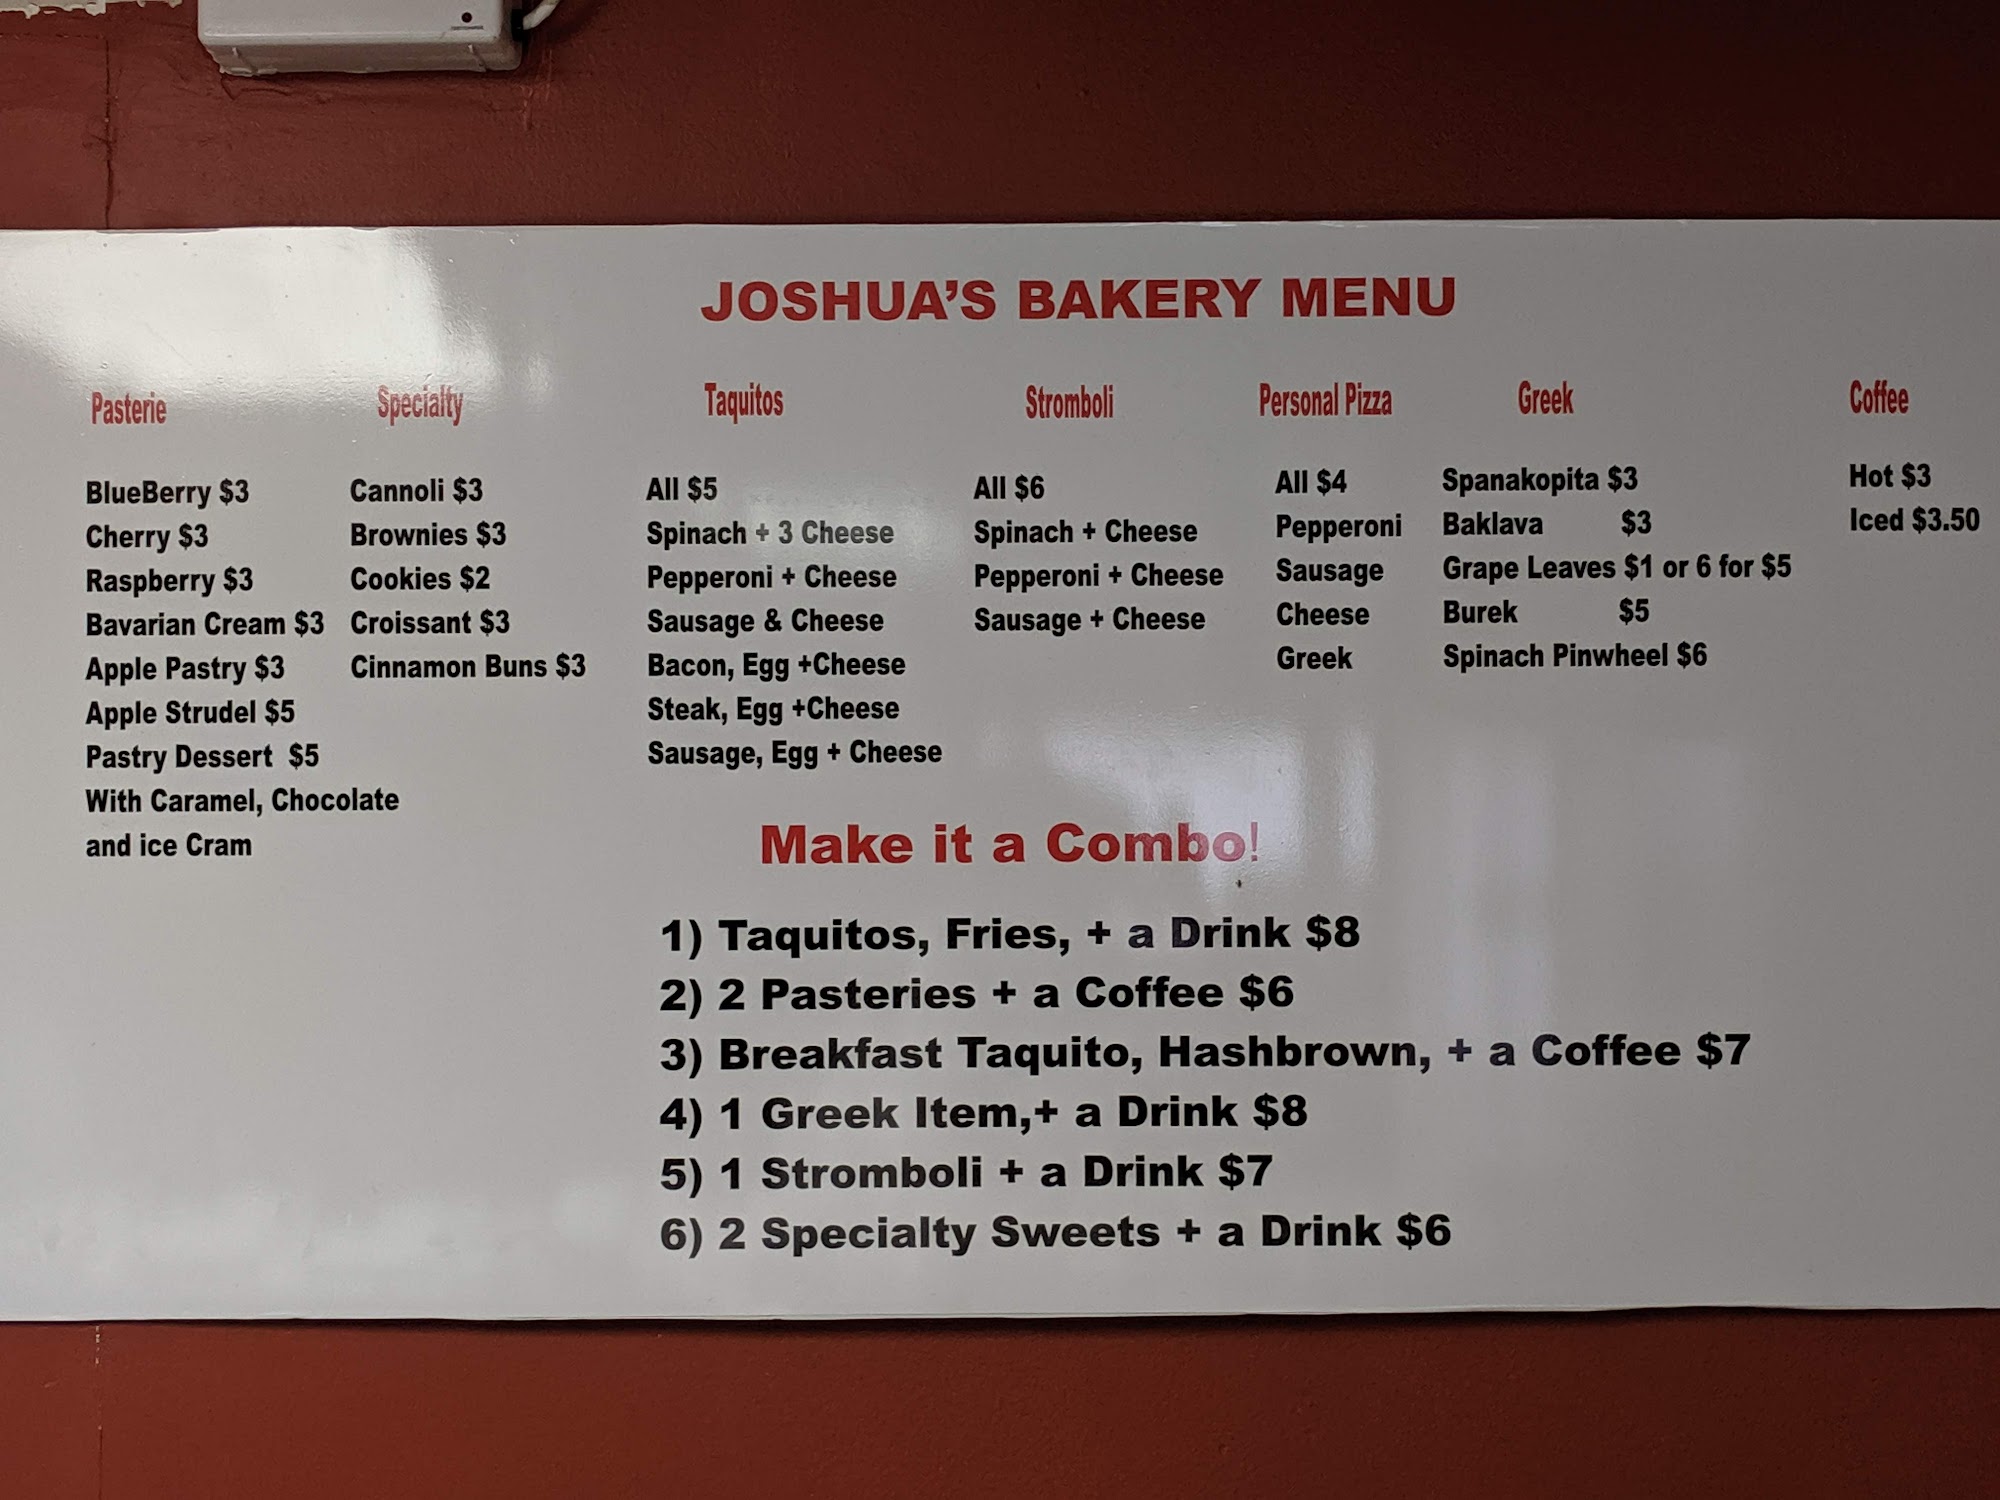 JOSHUA'S BAKERY MENU
Pasterie
BlueBerry $3
Cherry $3
Raspberry $3
Bavarian Cream $3
Apple Pastry $3
Apple Strudel $5
Pastry Dessert $5
With Caramel, Chocolate
and ice Cram
Specialty
Cannoli $3
Brownies $3
Cookies $2
Croissant $3
Cinnamon Buns $3
Taquitos
All $5
Spinach + 3 Cheese
Pepperoni + Cheese
Sausage & Cheese
Bacon, Egg +Cheese
Steak, Egg +Cheese
Sausage, Egg + Cheese
Stromboli
All $6
Spinach + Cheese
Pepperoni + Cheese
Sausage + Cheese
Personal Pizza
All $4
Pepperoni
Sausage
Cheese
Greek
Greek
Spanakopita $3
Baklava $3
Grape Leaves $1 or 6 for $5
Burek $5
Spinach Pinwheel $6
Coffee
Hot $3
Iced $3.50
Make it a Combo!
1) Taquitos, Fries, + a Drink $8
2) 2 Pasteries + a Coffee $6
3) Breakfast Taquito, Hashbrown, + a Coffee $7
4) 1 Greek Item,+ a Drink $8
5) 1 Stromboli + a Drink $7
6) 2 Specialty Sweets + a Drink $6